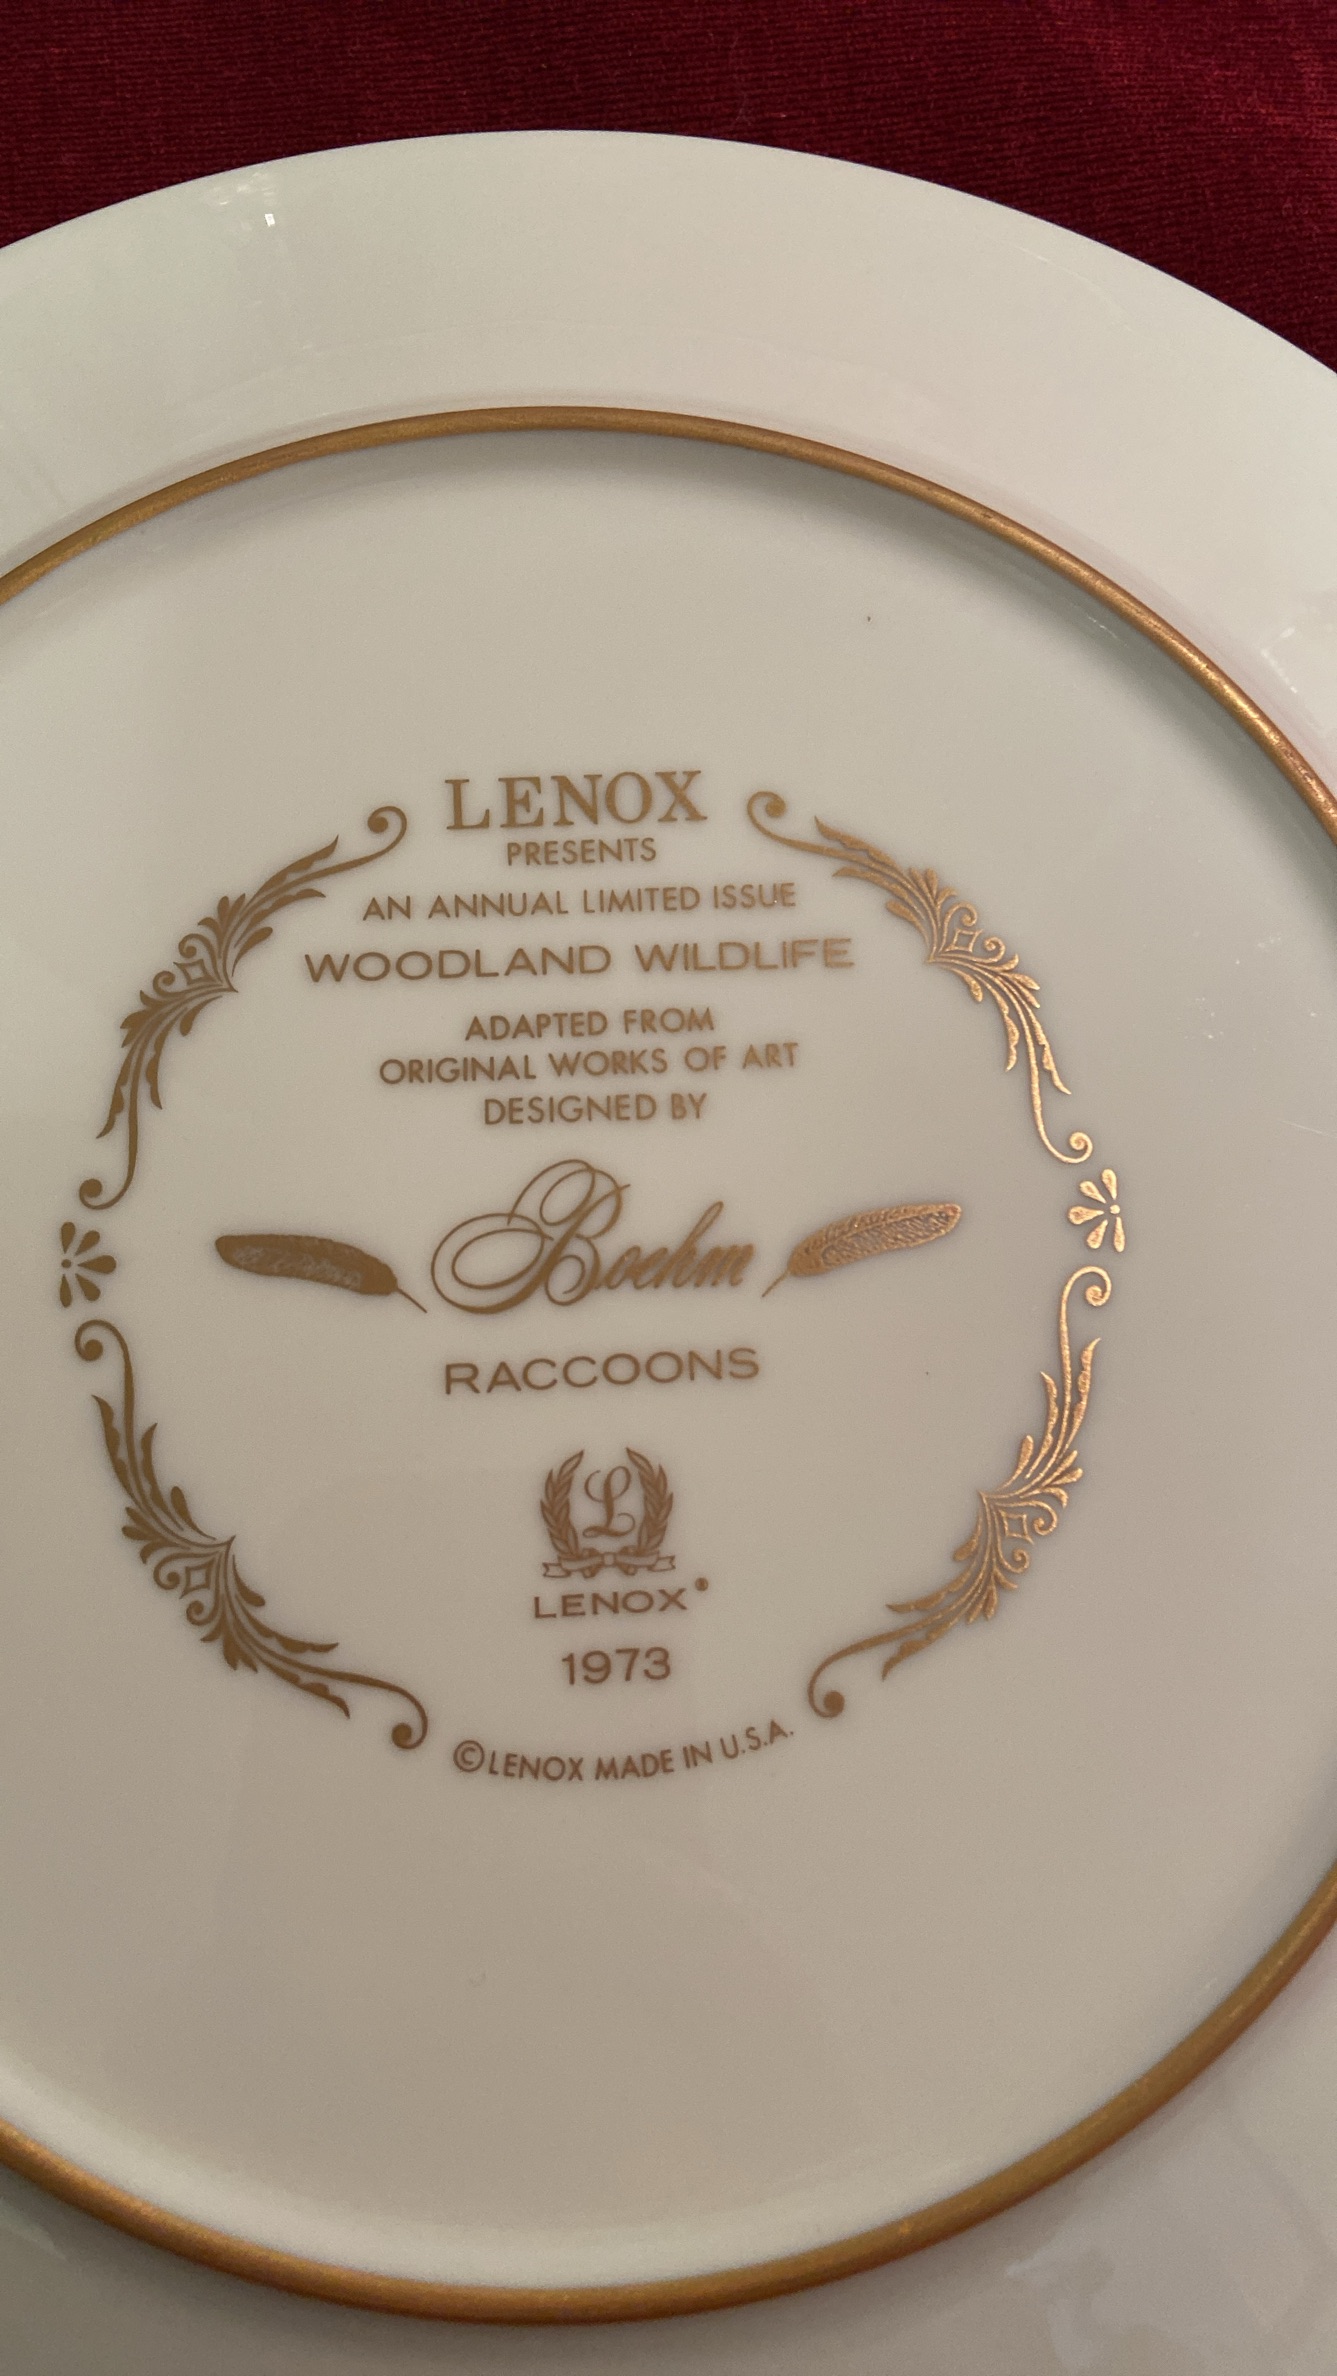 LENOX
PRESENTS
AN ANNUAL LIMITED ISSUE
WOODLAND WILDLIFE
ADAPTED FROM
ORIGINAL WORKS OF ART
DESIGNED BY
Boehm
RACCOONS
L
LENOX®
1973
©LENOX MADE IN U.S.A.